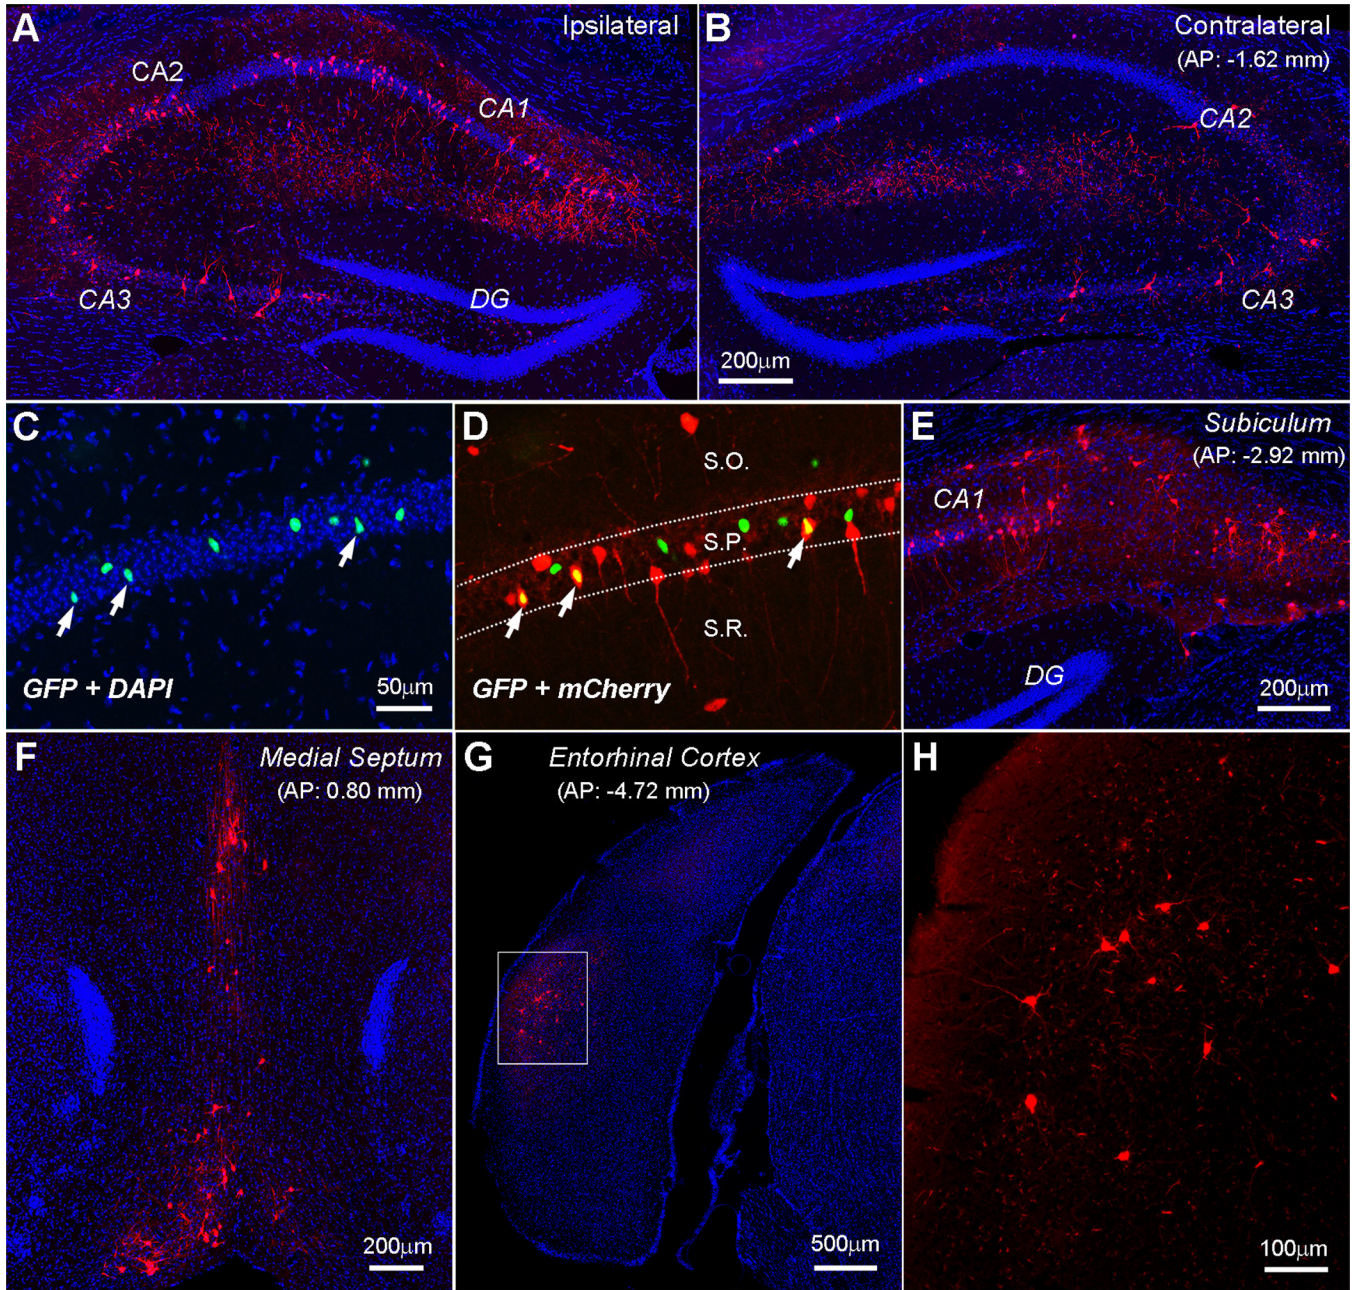 A
Ipsilateral
CA2
CA1
CA3
DG
B
Contralateral
(AP: -1.62 mm)
CA2
CA3
200µm
C
GFP + DAPI
50µm
D
S.O.
S.P.
S.R.
GFP + mCherry
E
Subiculum
(AP: -2.92 mm)
CA1
DG
200µm
F
Medial Septum
(AP: 0.80 mm)
200µm
G
Entorhinal Cortex
(AP: -4.72 mm)
500µm
H
100µm